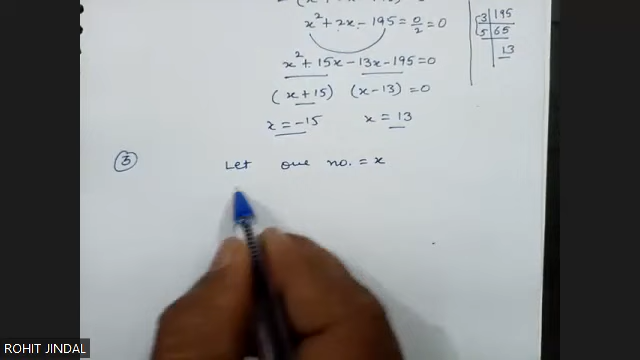 x² + 2x - 195 = 0/2 = 0
3 | 195
5 | 65
13
x² + 15x - 13x - 195 = 0
(x + 15) (x - 13) = 0
x = -15 x = 13
③ Let one no. = x
ROHIT JINDAL